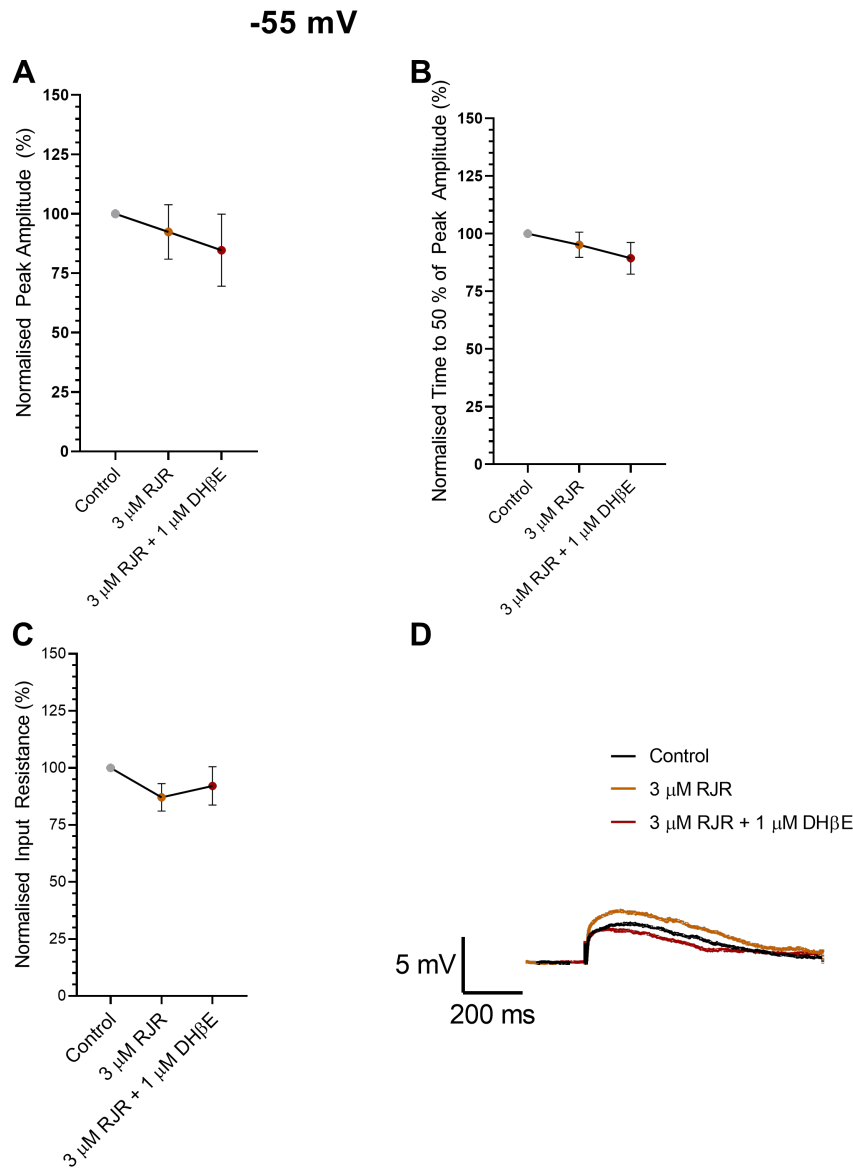 -55 mV
A
Normalised Peak Amplitude (%)
150
125
100
75
50
25
0
Control
3 μM RJR
3 μM RJR + 1 μM DHβE
B
Normalised Time to 50 % of Peak Amplitude (%)
150
125
100
75
50
25
0
Control
3 μM RJR
3 μM RJR + 1 μM DHβE
C
Normalised Input Resistance (%)
150
125
100
75
50
25
0
Control
3 μM RJR
3 μM RJR + 1 μM DHβE
D
Control
3 μM RJR
3 μM RJR + 1 μM DHβE
5 mV
200 ms